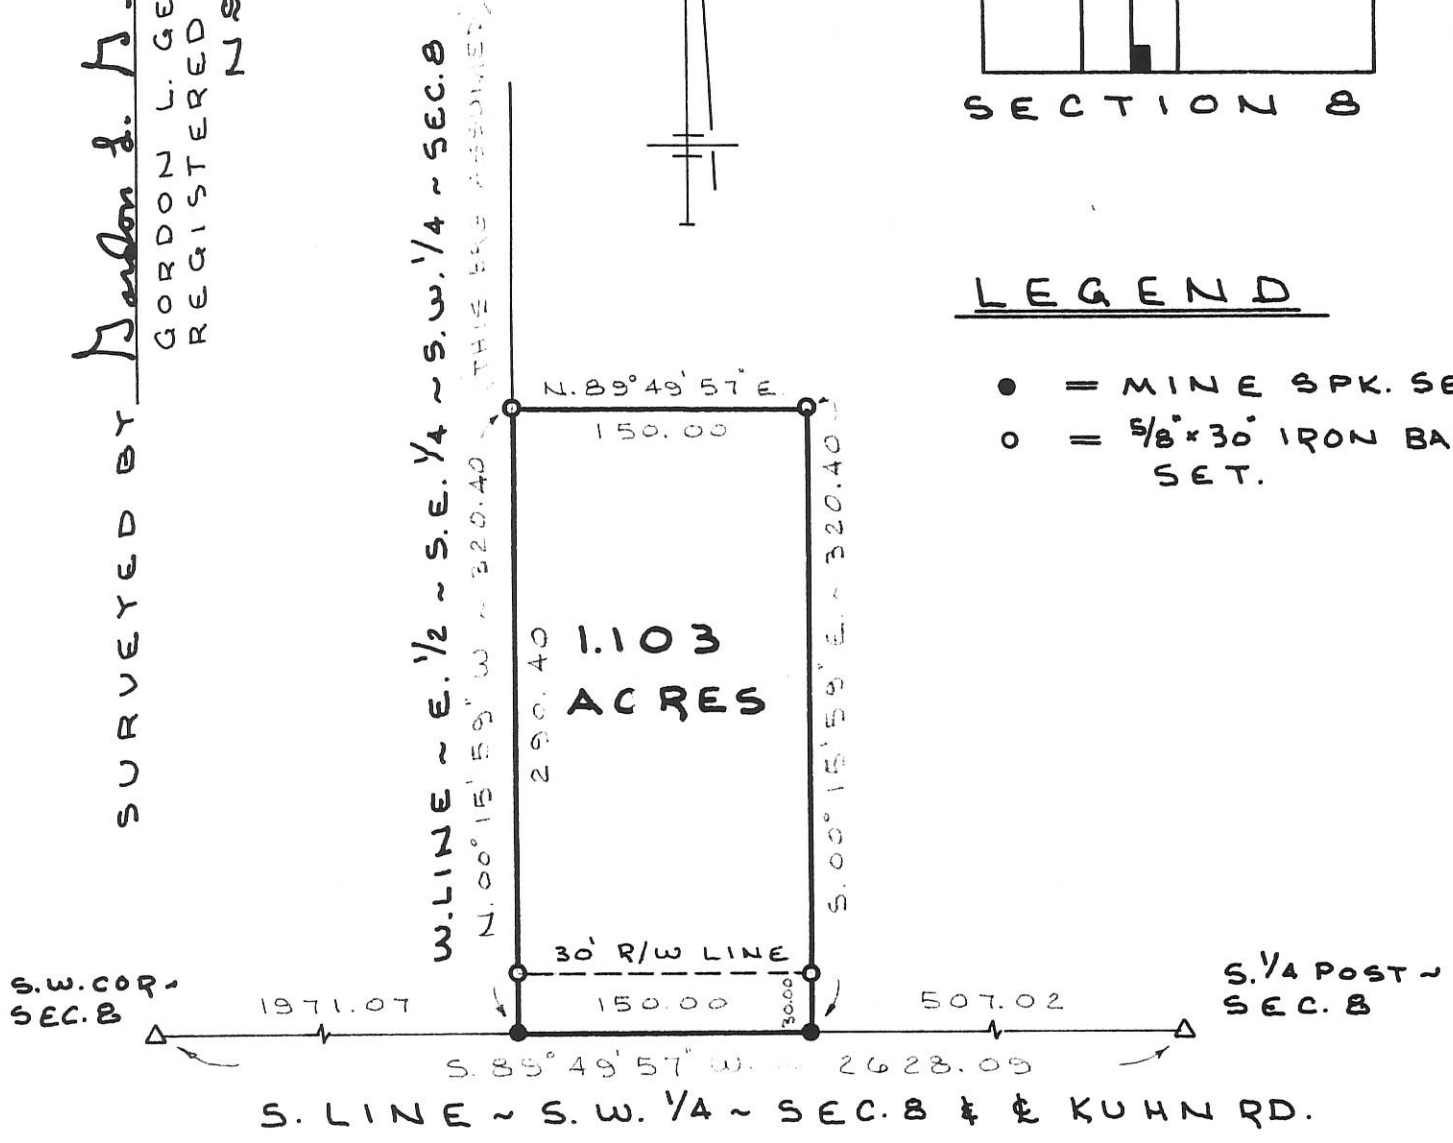 SECTION 8
SURVEYED BY
GORDON L. GE
REGISTERED
W. LINE ~ E. 1/2 ~ S.E. 1/4 ~ S.W. 1/4 ~ SEC. 8
N. 00° 15' 59" W ~ 320.40
LEGEND
● = MINE SPK. SE
○ = 5/8" x 30" IRON BA
SET.
N. 89° 49' 57" E.
150.00
290.40
1.103
ACRES
S. 00° 15' 59" E. ~ 320.40
30' R/W LINE
150.00
30.00
S.W. COR ~
SEC. 8
1971.07
507.02
S. 1/4 POST ~
SEC. 8
S. 89° 49' 57" W. 2628.09
S. LINE ~ S.W. 1/4 ~ SEC. 8 & ℄ KUHN RD.